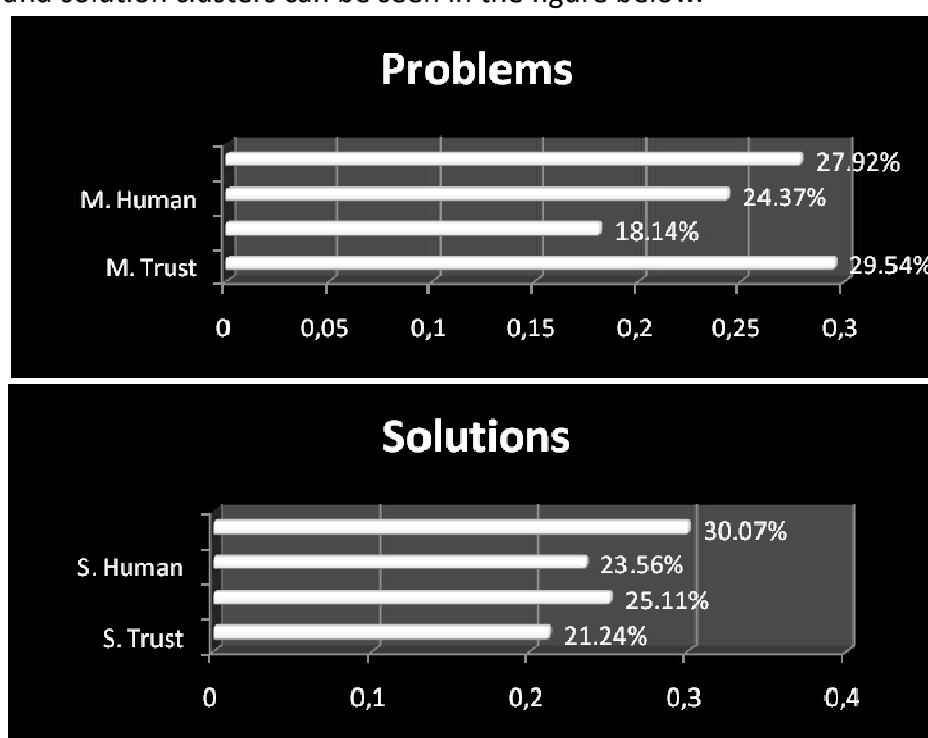 and solution clusters can be seen in the figure below.
Problems
27.92%
M. Human 24.37%
18.14%
M. Trust 29.54%
0 0,05 0,1 0,15 0,2 0,25 0,3
Solutions
30.07%
S. Human 23.56%
25.11%
S. Trust 21.24%
0 0,1 0,2 0,3 0,4